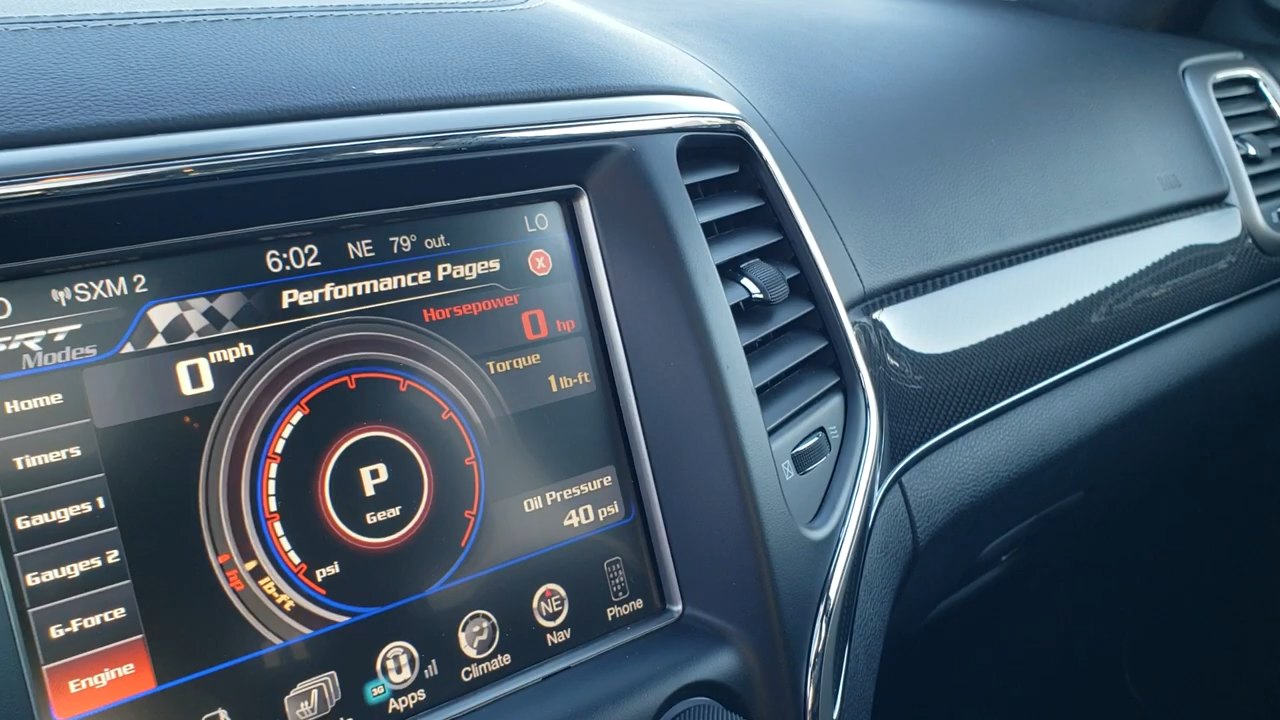 6:02 NE 79° out. LO
SXM 2
Performance Pages
SRT
Modes
0 mph
Horsepower
0 hp
Torque
1 lb-ft
Home
Timers
Gauges 1
Gauges 2
G-Force
Engine
P
Gear
psi
hp
lb-ft
Oil Pressure
40 psi
3G
Apps
Climate
NE
Nav
Phone